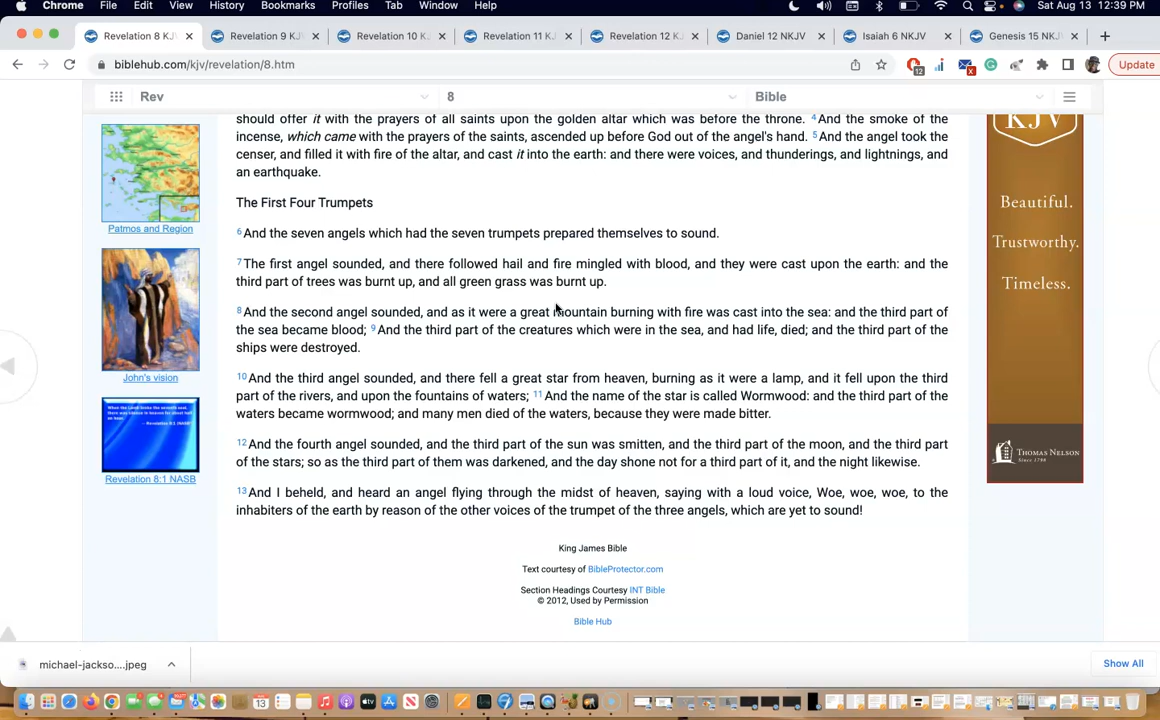 Chrome File Edit View History Bookmarks Profiles Tab Window Help Sat Aug 13 12:39 PM
Revelation 8 KJV Revelation 9 KJV Revelation 10 K Revelation 11 K Revelation 12 K Daniel 12 NKJV Isaiah 6 NKJV Genesis 15 NKJ
biblehub.com/kjv/revelation/8.htm 12 x Update
Rev 8 Bible
should offer it with the prayers of all saints upon the golden altar which was before the throne. 4 And the smoke of the
incense, which came with the prayers of the saints, ascended up before God out of the angel's hand. 5 And the angel took the
censer, and filled it with fire of the altar, and cast it into the earth: and there were voices, and thunderings, and lightnings, and
an earthquake.
The First Four Trumpets
6 And the seven angels which had the seven trumpets prepared themselves to sound.
7 The first angel sounded, and there followed hail and fire mingled with blood, and they were cast upon the earth: and the
third part of trees was burnt up, and all green grass was burnt up.
8 And the second angel sounded, and as it were a great mountain burning with fire was cast into the sea: and the third part of
the sea became blood; 9 And the third part of the creatures which were in the sea, and had life, died; and the third part of the
ships were destroyed.
10 And the third angel sounded, and there fell a great star from heaven, burning as it were a lamp, and it fell upon the third
part of the rivers, and upon the fountains of waters; 11 And the name of the star is called Wormwood: and the third part of the
waters became wormwood; and many men died of the waters, because they were made bitter.
12 And the fourth angel sounded, and the third part of the sun was smitten, and the third part of the moon, and the third part
of the stars; so as the third part of them was darkened, and the day shone not for a third part of it, and the night likewise.
13 And I beheld, and heard an angel flying through the midst of heaven, saying with a loud voice, Woe, woe, woe, to the
inhabiters of the earth by reason of the other voices of the trumpet of the three angels, which are yet to sound!
King James Bible
Text courtesy of BibleProtector.com
Section Headings Courtesy INT Bible
© 2012, Used by Permission
Bible Hub
Patmos and Region
John's vision
Revelation 8:1 NASB
KJV
Beautiful.
Trustworthy.
Timeless.
THOMAS NELSON
Since 1798
michael-jackso....jpeg
Show All